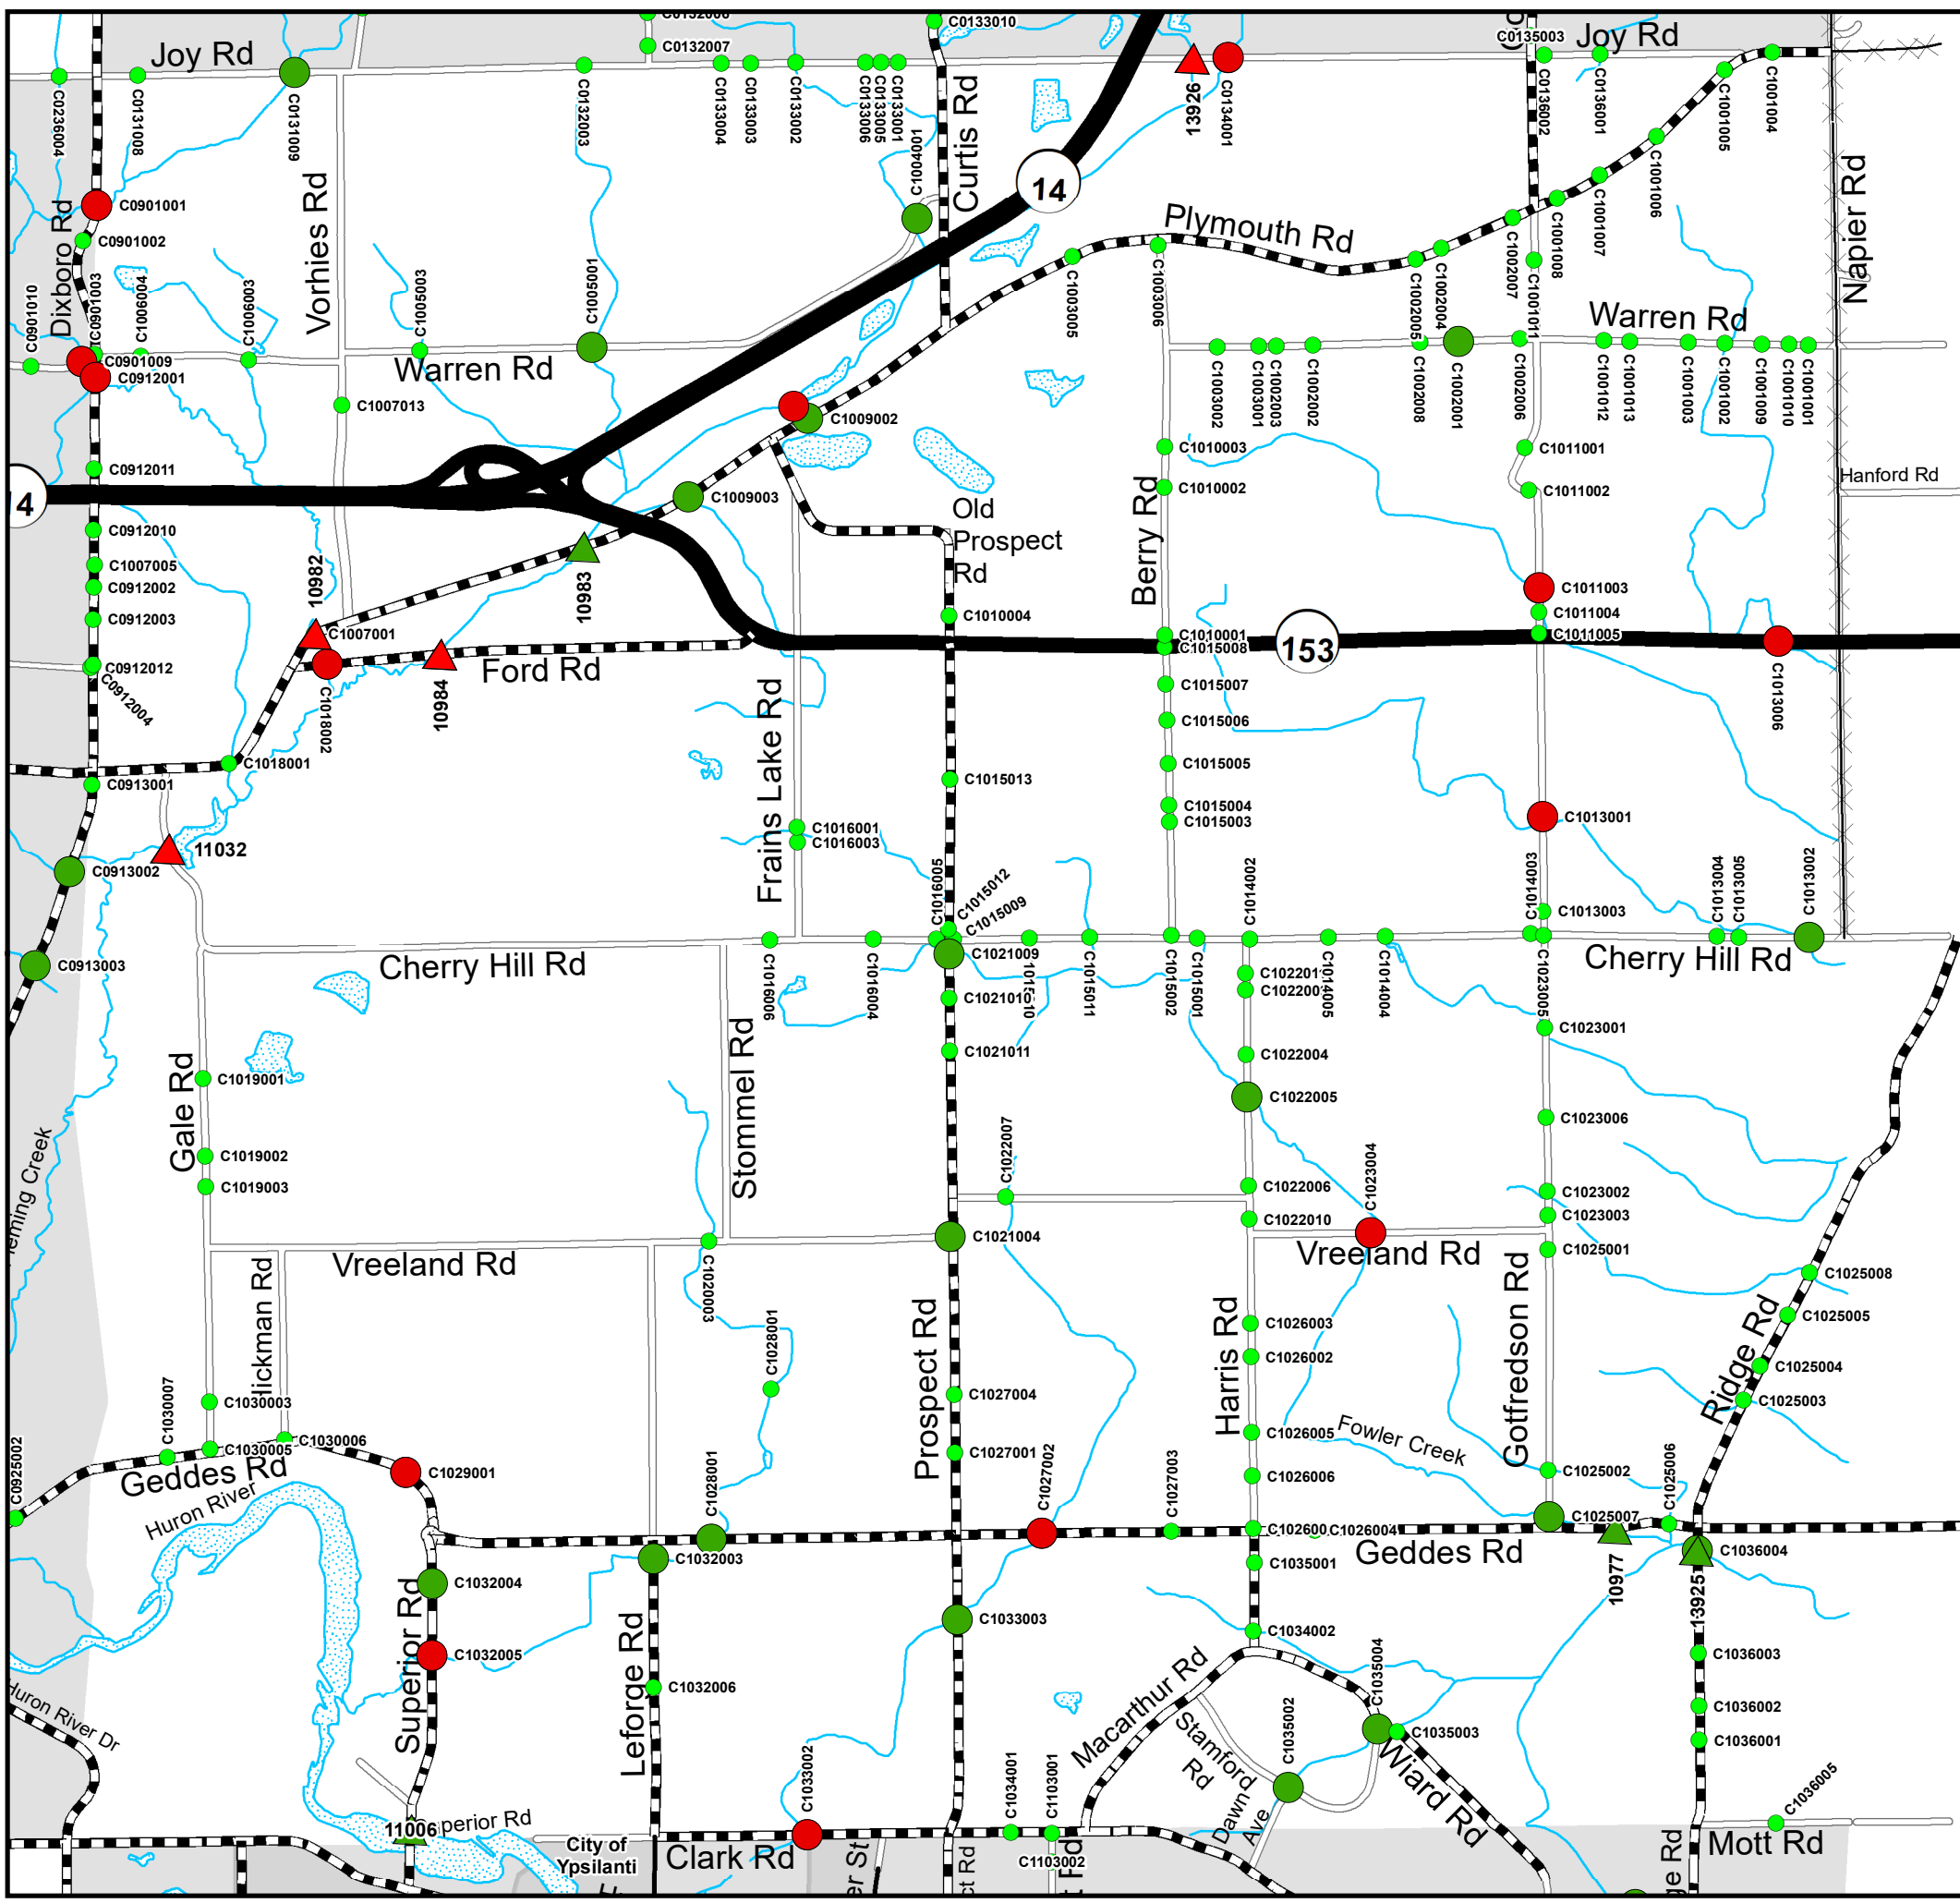 C0132006
C0133010
C0132007
C0135003
Joy Rd
Joy Rd
C0236004
C0131008
C0131009
C0132003
C0133004
C0133003
C0133002
C0133006
C0133005
C0133001
13926
C0134001
C0136002
C0136001
C1001005
C1001004
Curtis Rd
C1004001
14
C1001006
C1001007
Napier Rd
Vorhies Rd
Dixboro Rd
C0901001
C0901002
Plymouth Rd
C1002007
C1001008
C0901010
C0901003
C1006004
C1006003
C1005003
C1005001
C1003005
C1003006
C1002005
C1002004
C1001011
Warren Rd
C0901009
C0912001
Warren Rd
C1003002
C1003001
C1002003
C1002002
C1002008
C1002001
C1002006
C1001012
C1001013
C1001003
C1001002
C1001009
C1001010
C1001001
C1007013
C1009002
C1010003
C1011001
C0912011
Hanford Rd
14
C1009003
C1010002
C1011002
Old
Prospect
Rd
Berry Rd
C0912010
C1007005
C0912002
10982
10983
C1011003
C0912003
C1010004
C1011004
C1007001
C1010001
C1011005
C1015008
153
C0912012
C0912004
C1018002
10984
Ford Rd
C1015007
C1013006
C1015006
Frains Lake Rd
C1018001
C0913001
C1015013
C1015005
C1015004
C1015003
C1016001
C1016003
C1013001
11032
C0913002
C1016005
C1015012
C1015009
C1014002
C1014003
C1013003
C1013004
C1013005
C1013002
C0913003
Cherry Hill Rd
C1021009
Cherry Hill Rd
C1016006
C1016004
C1015011
C1015002
C1015001
C1014004
C1023005
C1021010
C1023001
C1021011
C1022004
Gale Rd
Stommel Rd
C1019001
C1022005
C1023006
C1019002
C1022007
C1023004
C1019003
C1022006
C1023002
C1022010
C1023003
C1021004
Vreeland Rd
Vreeland Rd
C1025001
C1020003
C1025008
C1028001
Prospect Rd
Harris Rd
Gotfredson Rd
Ridge Rd
C1026003
C1025005
C1026002
C1025004
C1030007
C1030003
C1027004
C1025003
C1030005
C1030006
C1026005
Fowler Creek
C0925002
Geddes Rd
C1029001
C1028001
C1027001
C1027002
C1027003
C1026006
C1025002
C1025006
Huron River
C1026004
C1025007
Geddes Rd
C1032003
C1035001
10977
C1036004
C1032004
13925
Superior Rd
Leforge Rd
C1033003
C1034002
C1032005
C1035004
C1036003
C1032006
Macarthur Rd
C1036002
Huron River Dr
Stamford
Rd
C1035002
C1035003
C1036001
Wiard Rd
C1033002
C1034001
C1103001
Dawn
Ave
C1036005
11006
City of
Ypsilanti
Clark Rd
C1103002
Mott Rd